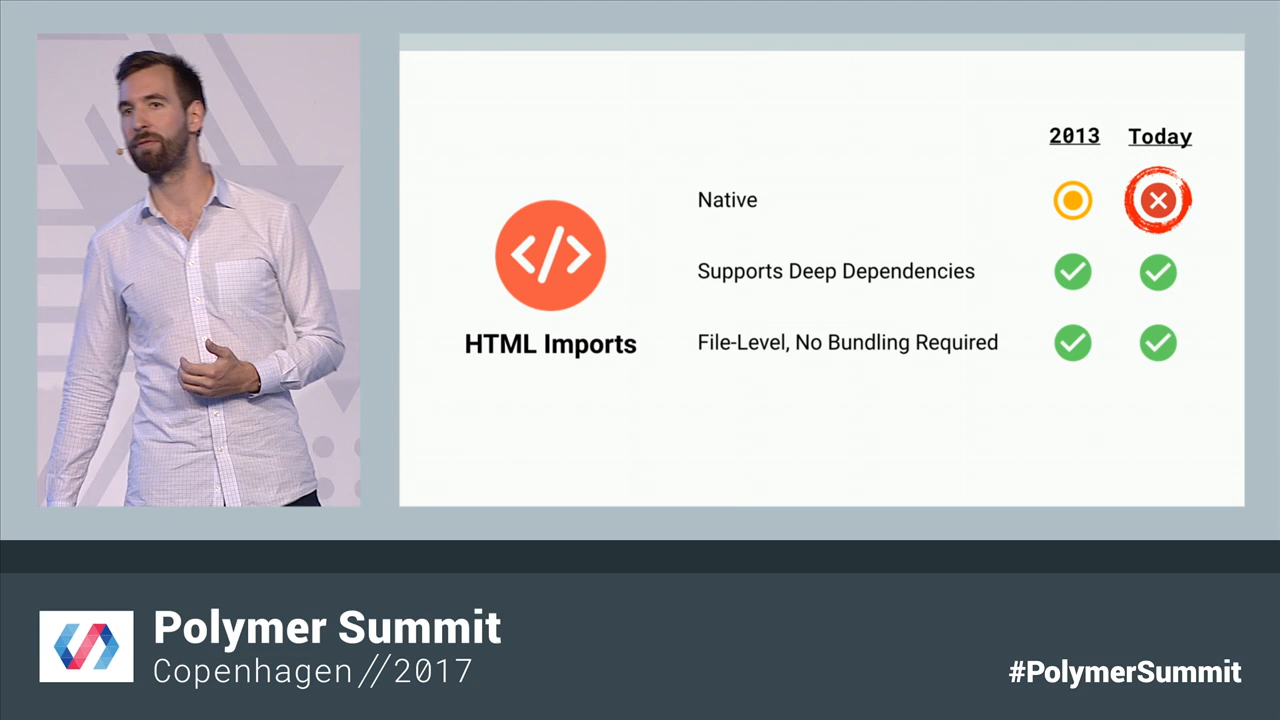 2013 Today
Native
Supports Deep Dependencies
File-Level, No Bundling Required
</>
HTML Imports
Polymer Summit
Copenhagen//2017
#PolymerSummit